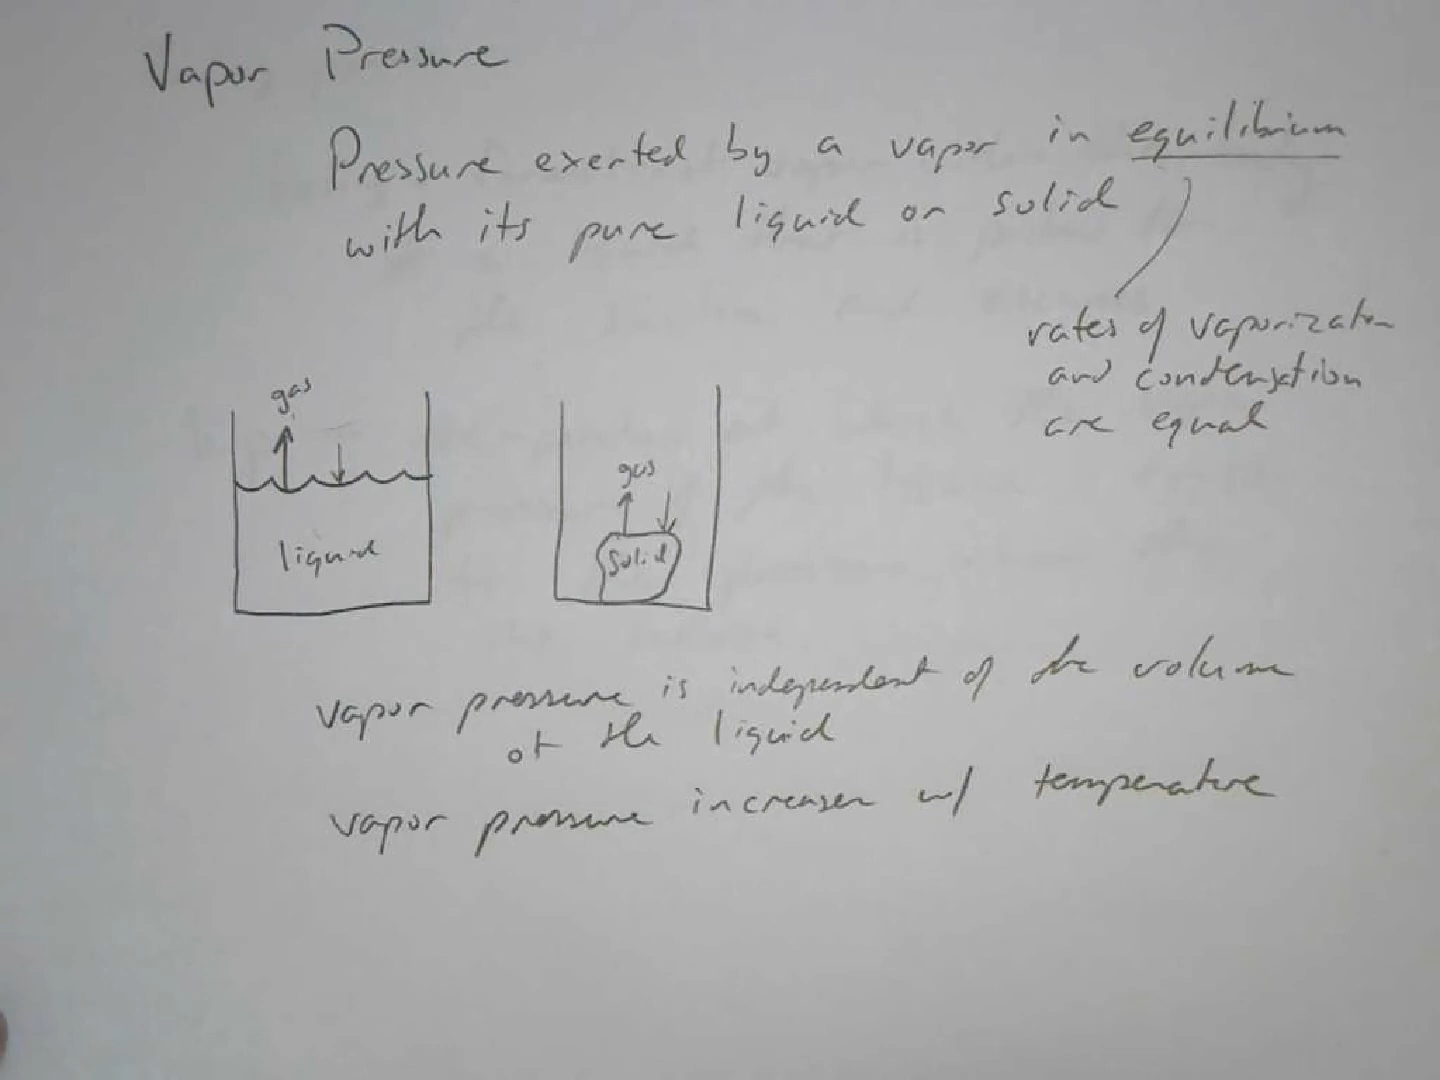 Vapor Pressure
Pressure exerted by a vapor in equilibrium
with its pure liquid or solid
rates of vaporization
and condensation
are equal
gas
liquid
gas
solid
vapor pressure is independent of the volume
of the liquid
vapor pressure increases w/ temperature